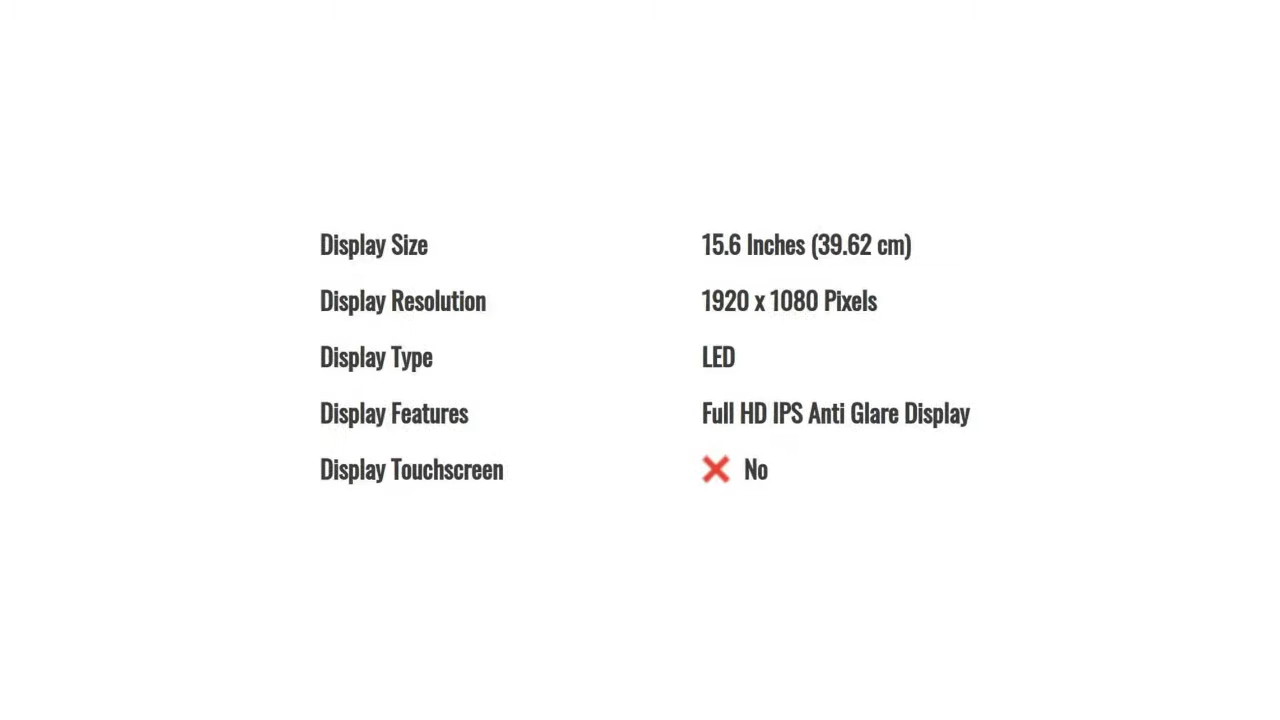 Display Size 15.6 Inches (39.62 cm)
Display Resolution 1920 x 1080 Pixels
Display Type LED
Display Features Full HD IPS Anti Glare Display
Display Touchscreen ❌ No